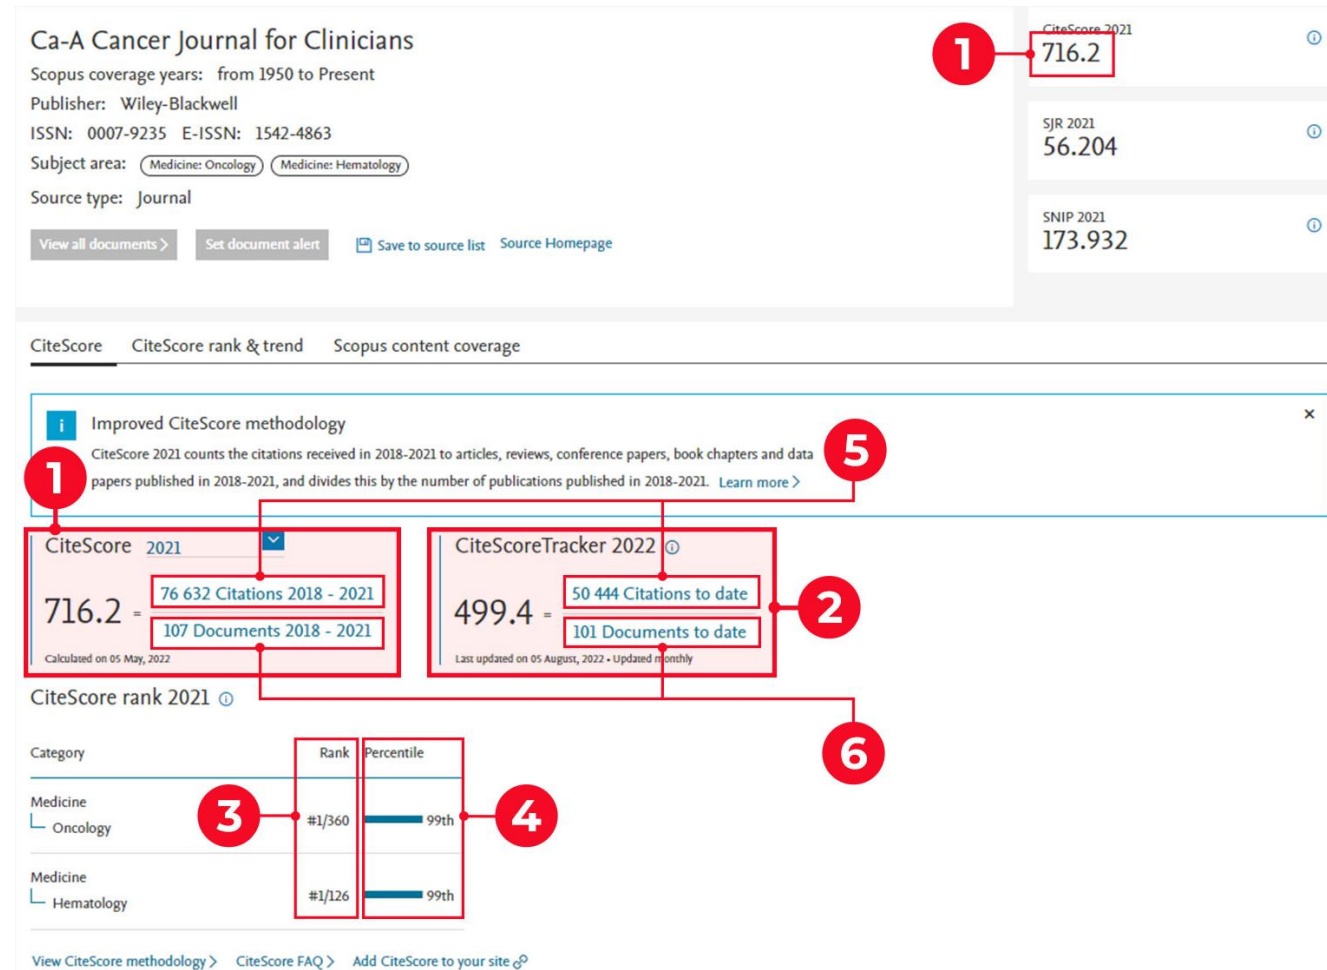 Ca-A Cancer Journal for Clinicians
Scopus coverage years: from 1950 to Present
Publisher: Wiley-Blackwell
ISSN: 0007-9235 E-ISSN: 1542-4863
Subject area: Medicine: Oncology Medicine: Hematology
Source type: Journal
View all documents > Set document alert Save to source list Source Homepage
1
CiteScore 2021
716.2
SJR 2021
56.204
SNIP 2021
173.932
CiteScore CiteScore rank & trend Scopus content coverage
i Improved CiteScore methodology
CiteScore 2021 counts the citations received in 2018-2021 to articles, reviews, conference papers, book chapters and data
papers published in 2018-2021, and divides this by the number of publications published in 2018-2021. Learn more >
5
1
CiteScore 2021
716.2 =
76 632 Citations 2018 - 2021
107 Documents 2018 - 2021
Calculated on 05 May, 2022
CiteScoreTracker 2022
499.4 =
50 444 Citations to date
101 Documents to date
Last updated on 05 August, 2022 • Updated monthly
2
CiteScore rank 2021
6
Category Rank Percentile
Medicine
Oncology #1/360 99th
3
4
Medicine
Hematology #1/126 99th
View CiteScore methodology > CiteScore FAQ > Add CiteScore to your site